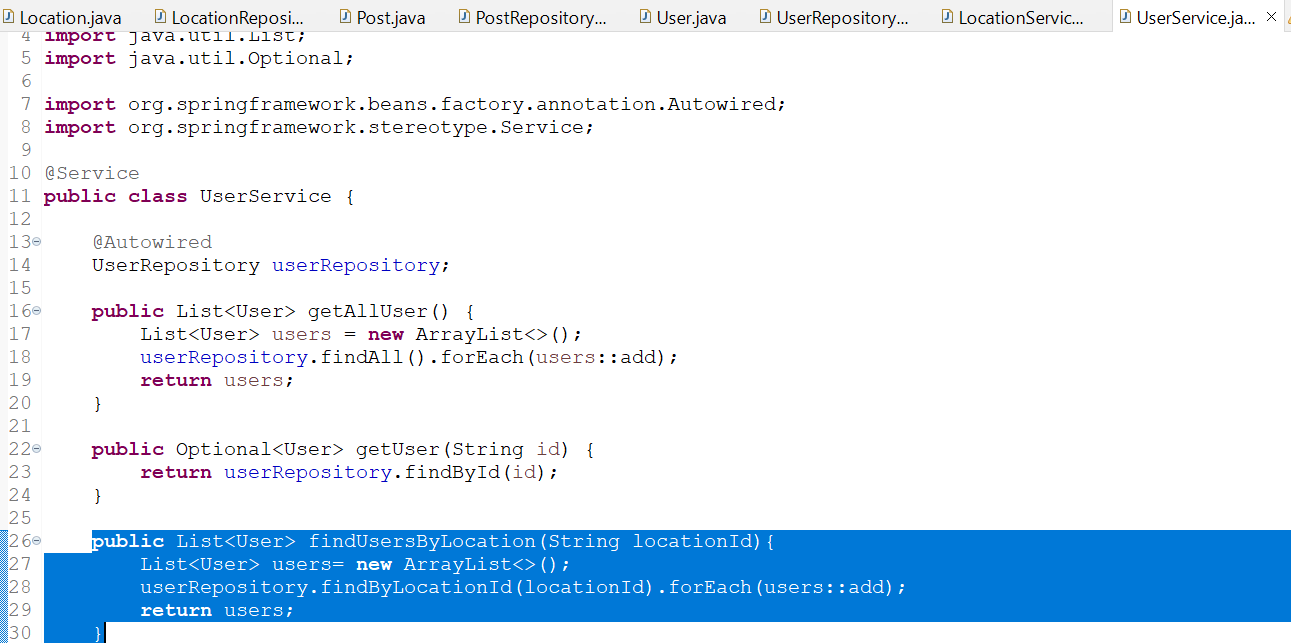 Location.java LocationReposi... Post.java PostRepository... User.java UserRepository... LocationServic... UserService.ja...
4 import java.util.List;
5 import java.util.Optional;
6
7 import org.springframework.beans.factory.annotation.Autowired;
8 import org.springframework.stereotype.Service;
9
10 @Service
11 public class UserService {
12
13 @Autowired
14 UserRepository userRepository;
15
16 public List<User> getAllUser() {
17 List<User> users = new ArrayList<>();
18 userRepository.findAll().forEach(users::add);
19 return users;
20 }
21
22 public Optional<User> getUser(String id) {
23 return userRepository.findById(id);
24 }
25
26 public List<User> findUsersByLocation(String locationId){
27 List<User> users= new ArrayList<>();
28 userRepository.findByLocationId(locationId).forEach(users::add);
29 return users;
30 }